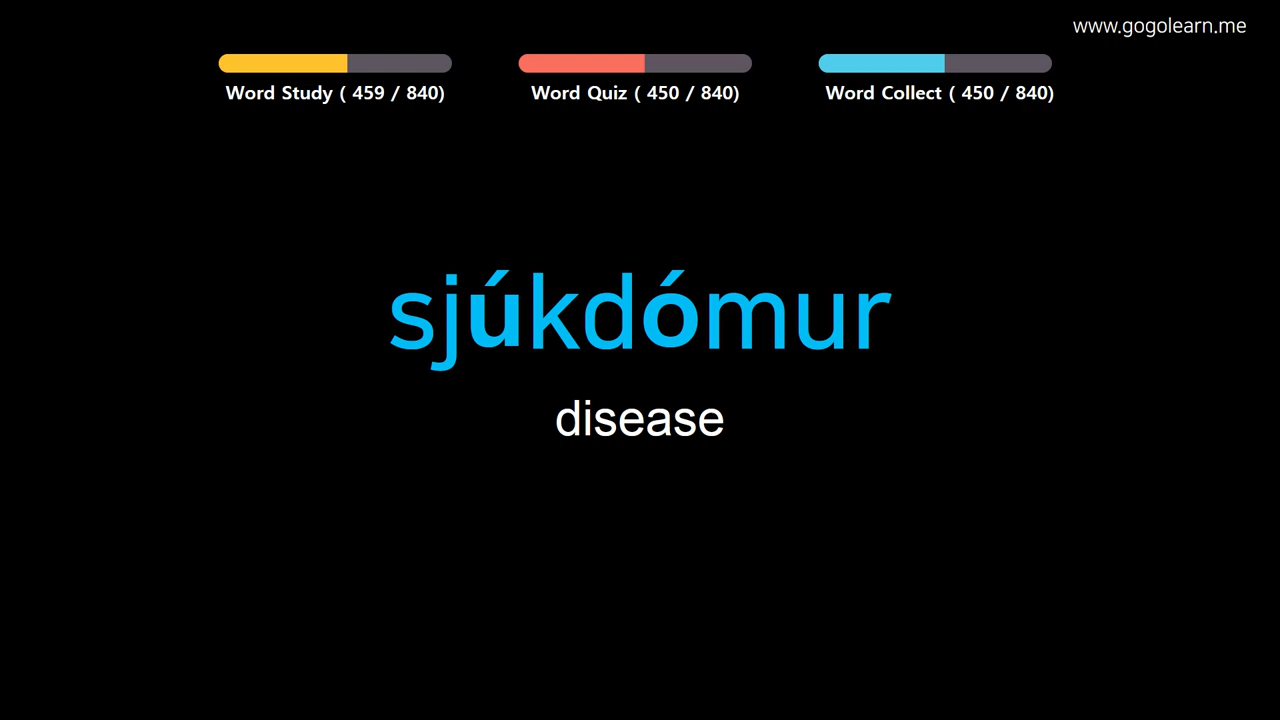 www.gogolearn.me
Word Study ( 459 / 840)
Word Quiz ( 450 / 840)
Word Collect ( 450 / 840)
sjúkdómur
disease